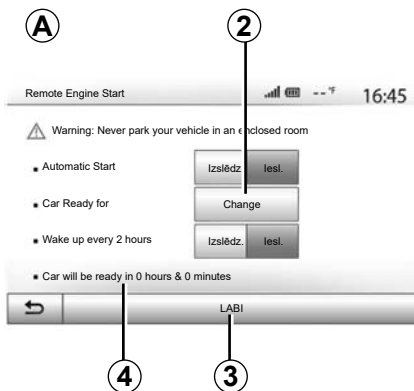 A
2
Remote Engine Start -- °F 16:45
Warning: Never park your vehicle in an enclosed room
Automatic Start Izslēdz. Iesl.
Car Ready for Change
Wake up every 2 hours Izslēdz. Iesl.
Car will be ready in 0 hours & 0 minutes
LABI
4 3